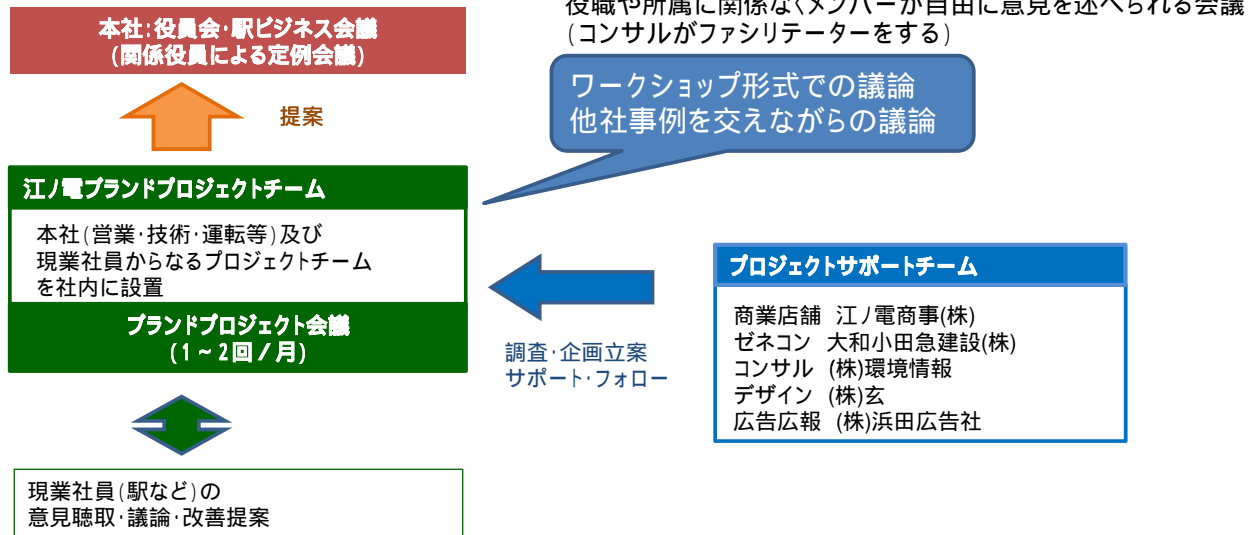 役職や所属に関係なくメンバーが自由に意見を述べられる会議
(コンサルがファシリテーターをする)
本社：役員会・駅ビジネス会議
(関係役員による定例会議)
ワークショップ形式での議論
他社事例を交えながらの議論
提案
江ノ電ブランドプロジェクトチーム
本社(営業・技術・運転等)及び
現業社員からなるプロジェクトチーム
を社内に設置
ブランドプロジェクト会議
(1～2回／月)
調査・企画立案
サポート・フォロー
プロジェクトサポートチーム
商業店舗 江ノ電商事(株)
ゼネコン 大和小田急建設(株)
コンサル (株)環境情報
デザイン (株)玄
広告広報 (株)浜田広告社
現業社員(駅など)の
意見聴取・議論・改善提案